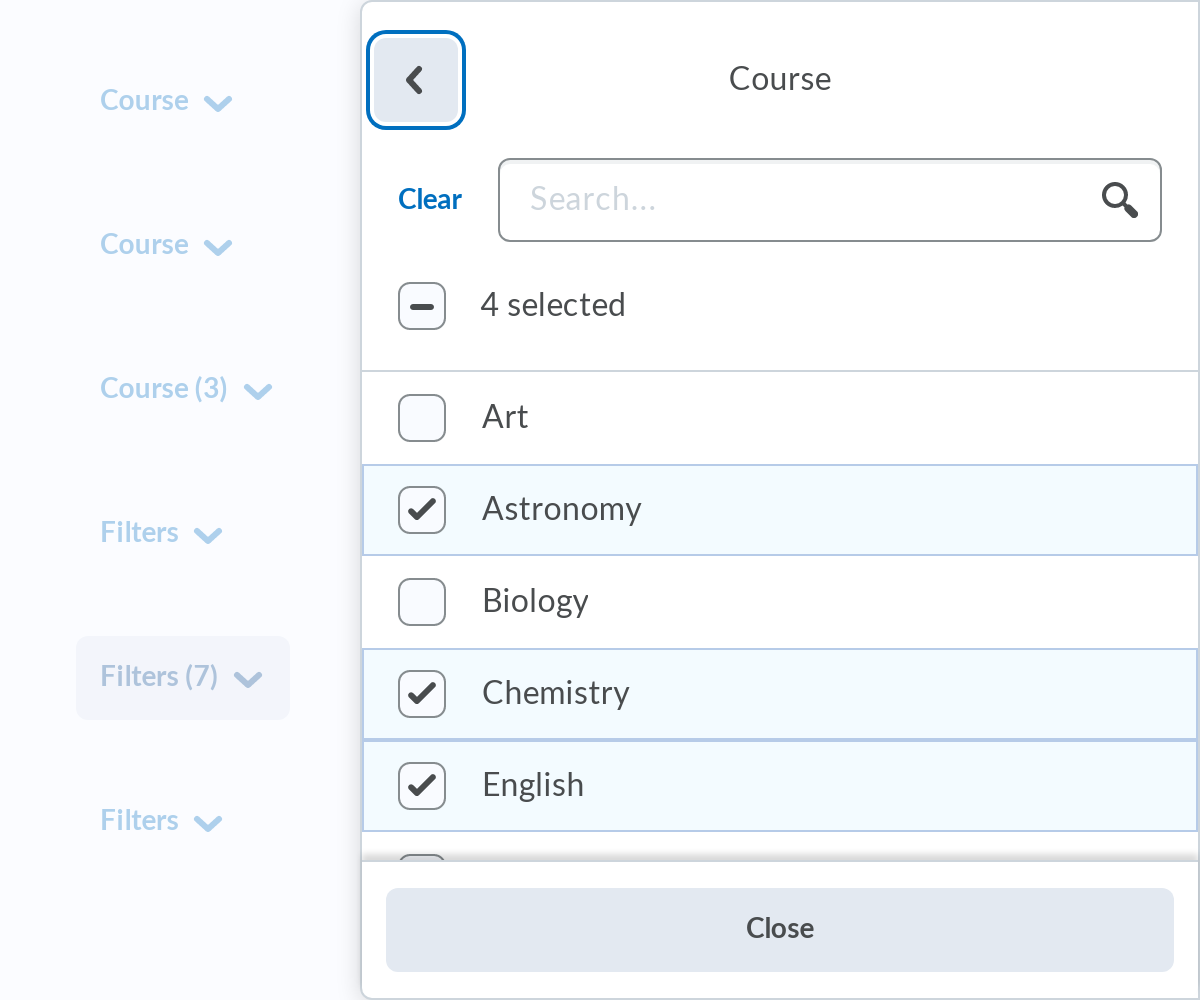 Course
Course
Course (3)
Filters
Filters (7)
Filters
Course
Clear
Search...
4 selected
Art
Astronomy
Biology
Chemistry
English
Close